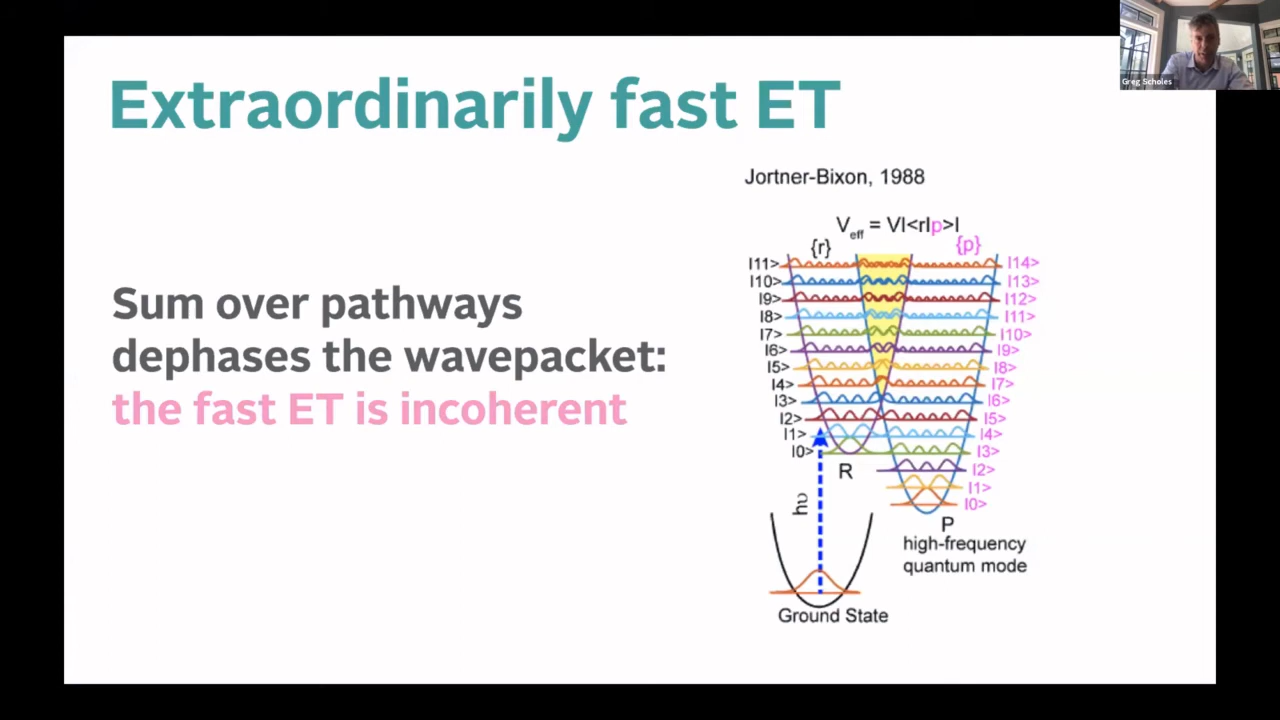 Greg Scholes
Extraordinarily fast ET
Sum over pathways
dephases the wavepacket:
the fast ET is incoherent
Jortner-Bixon, 1988
V_eff = V|<r|p>|
{r}
{p}
|11>
|14>
|10>
|13>
|9>
|12>
|8>
|11>
|7>
|10>
|6>
|9>
|5>
|8>
|4>
|7>
|3>
|6>
|2>
|5>
|1>
|4>
|0>
|3>
R
|2>
|1>
|0>
hυ
P
high-frequency
quantum mode
Ground State